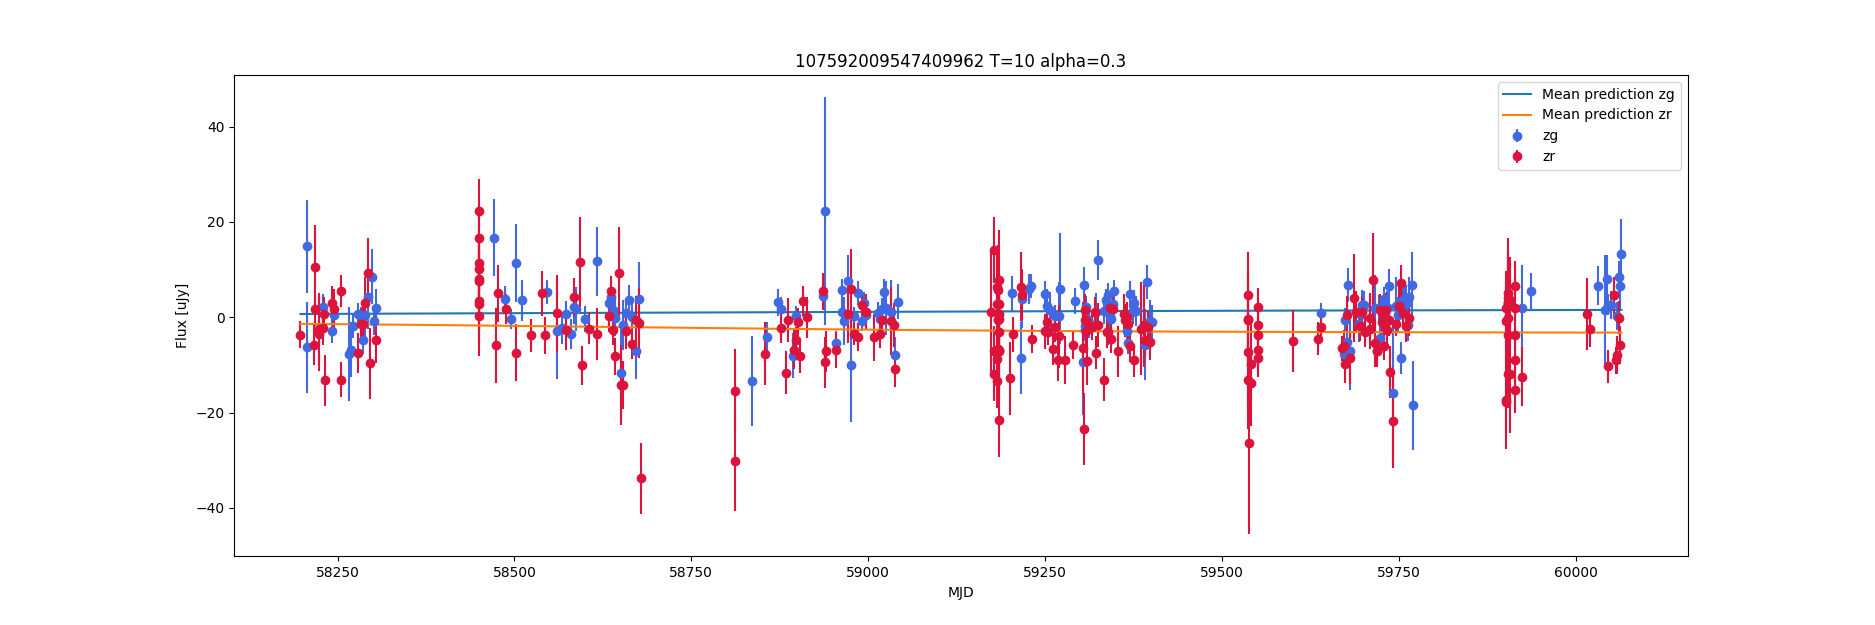 107592009547409962 T=10 alpha=0.3
Mean prediction zg
Mean prediction zr
zg
zr
Flux [uJy]
40
20
0
−20
−40
58250 58500 58750 59000 59250 59500 59750 60000
MJD